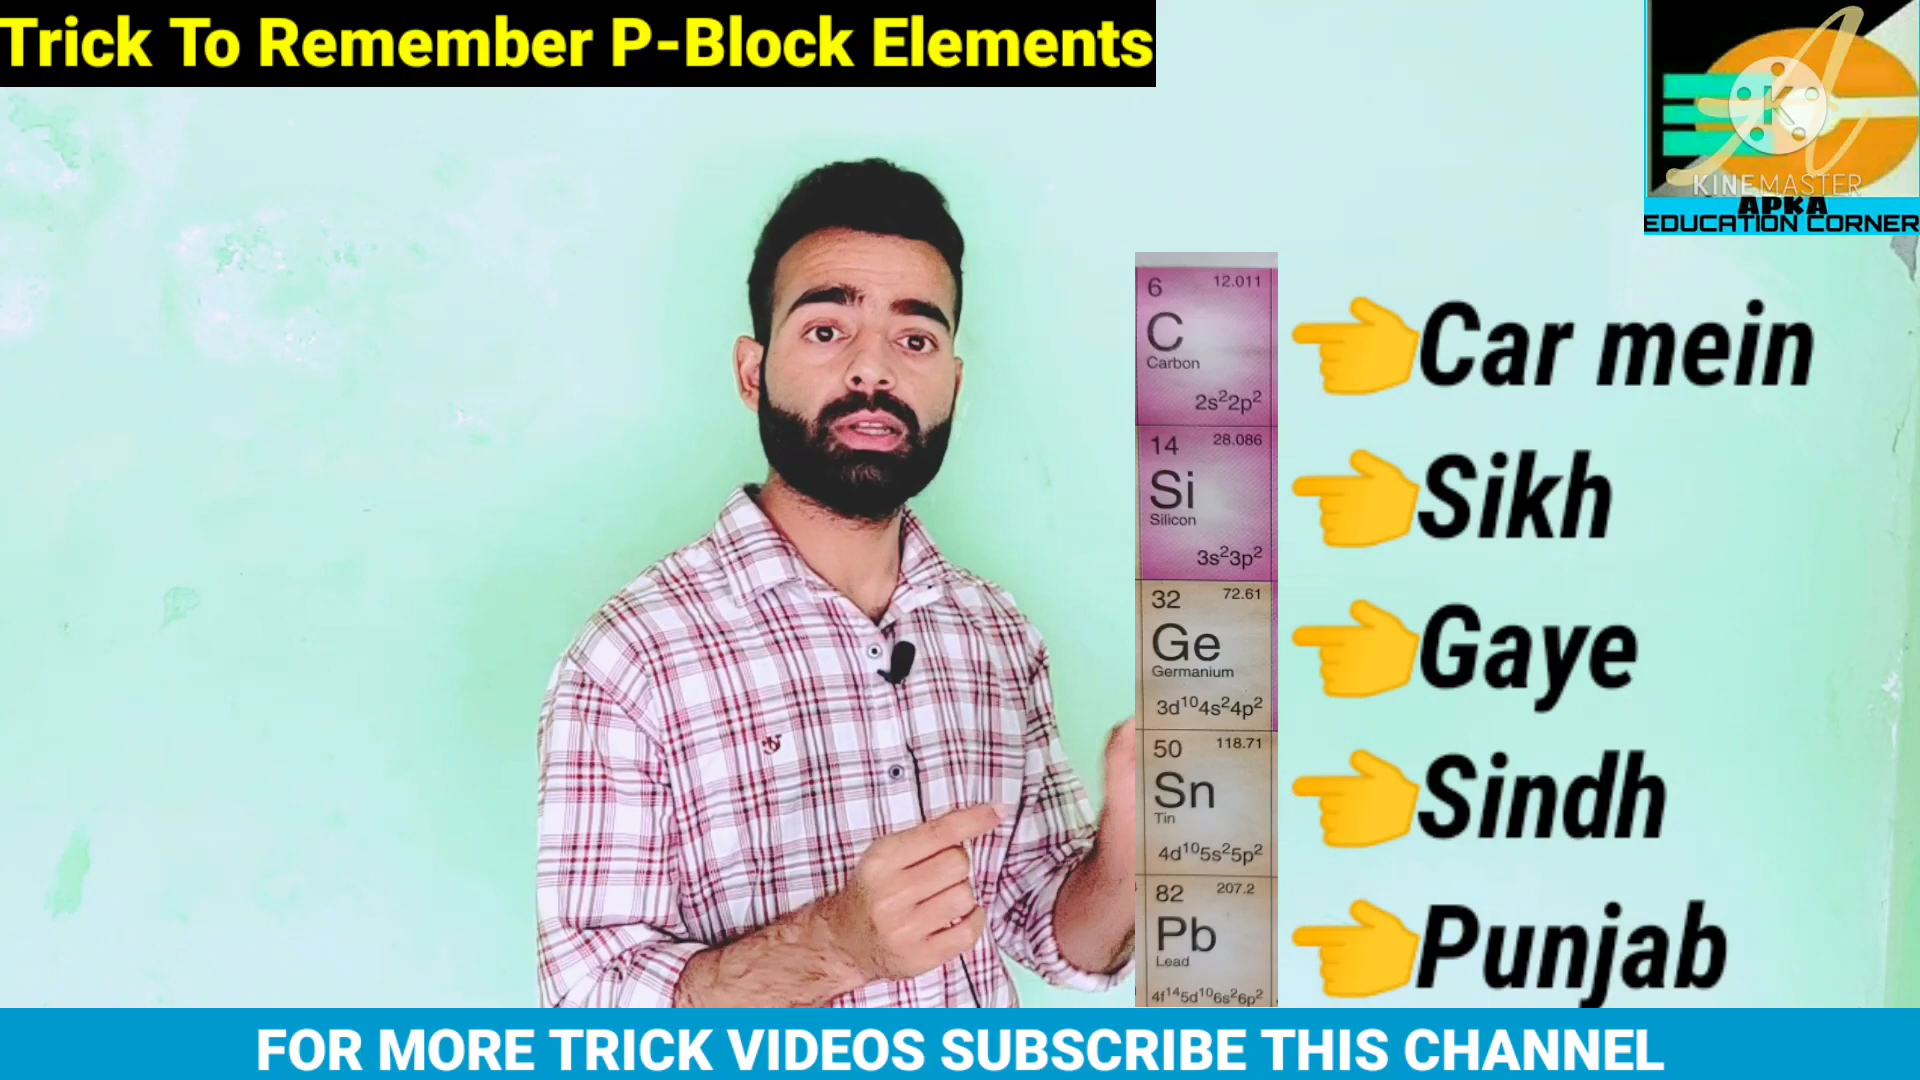 Trick To Remember P-Block Elements
KINEMASTER
APKA
EDUCATION CORNER
6 12.011
C
Carbon
2s²2p²
14 28.086
Si
Silicon
3s²3p²
32 72.61
Ge
Germanium
3d¹⁰4s²4p²
50 118.71
Sn
Tin
4d¹⁰5s²5p²
82 207.2
Pb
Lead
4f¹⁴5d¹⁰6s²6p²
Car mein
Sikh
Gaye
Sindh
Punjab
FOR MORE TRICK VIDEOS SUBSCRIBE THIS CHANNEL